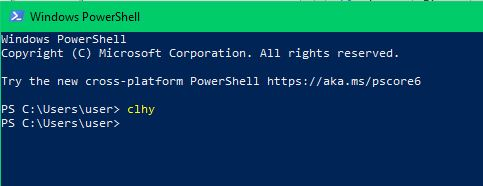 Windows PowerShell
Windows PowerShell
Copyright (C) Microsoft Corporation. All rights reserved.
Try the new cross-platform PowerShell https://aka.ms/pscore6
PS C:\Users\user> clhy
PS C:\Users\user>